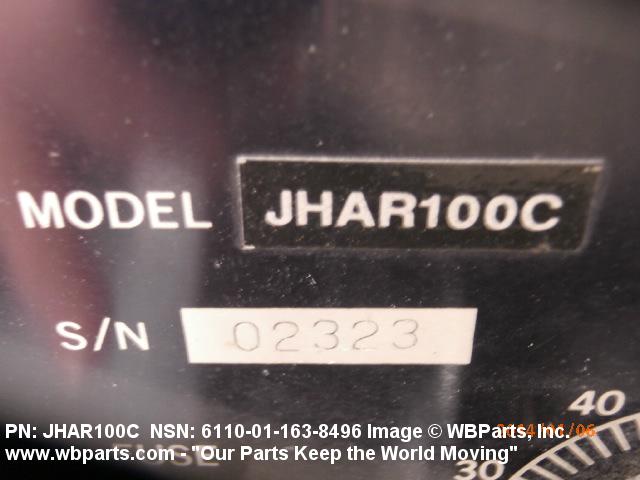 MODEL JHAR100C
S/N 02323
40
PN: JHAR100C NSN: 6110-01-163-8496 Image © WBParts, Inc.
FUSE
www.wbparts.com - "Our Parts Keep the World Moving"
30